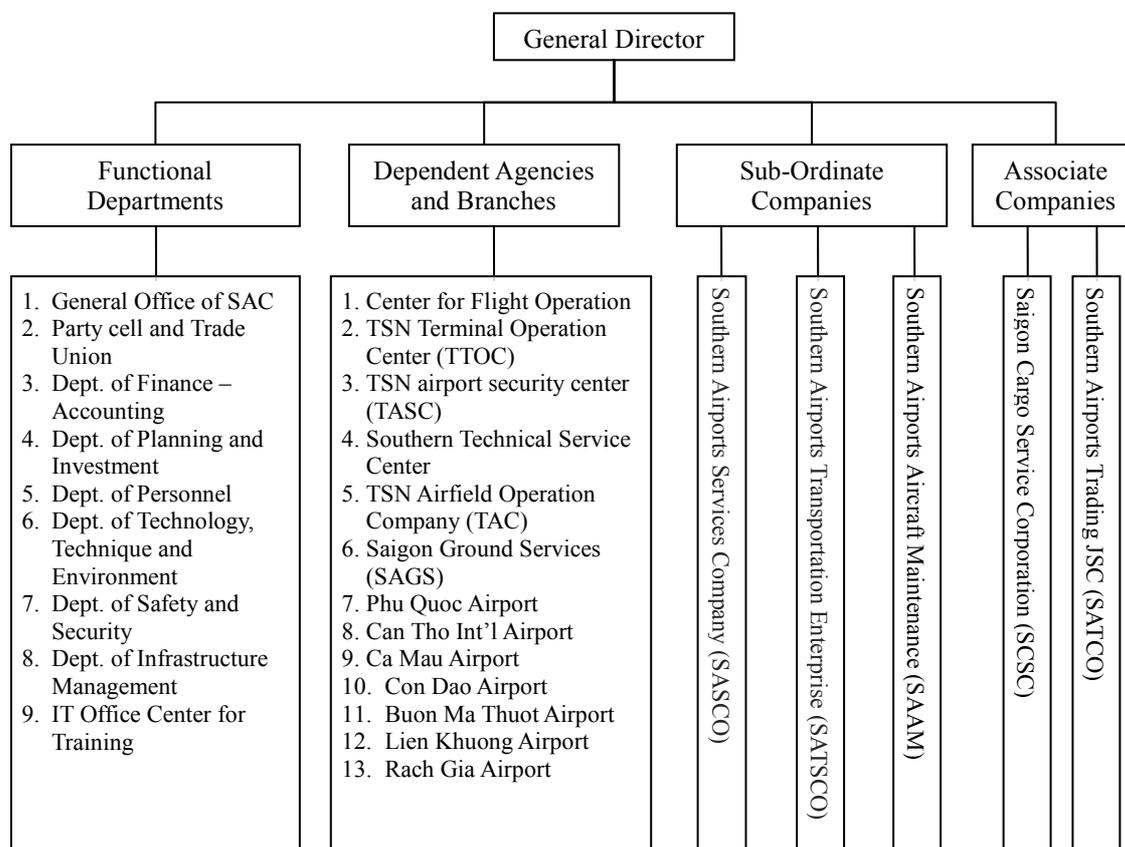 General Director
Functional
Departments
Dependent Agencies
and Branches
Sub-Ordinate
Companies
Associate
Companies
1. General Office of SAC
2. Party cell and Trade
Union
3. Dept. of Finance –
Accounting
4. Dept. of Planning and
Investment
5. Dept. of Personnel
6. Dept. of Technology,
Technique and
Environment
7. Dept. of Safety and
Security
8. Dept. of Infrastructure
Management
9. IT Office Center for
Training
1. Center for Flight Operation
2. TSN Terminal Operation
Center (TTOC)
3. TSN airport security center
(TASC)
4. Southern Technical Service
Center
5. TSN Airfield Operation
Company (TAC)
6. Saigon Ground Services
(SAGS)
7. Phu Quoc Airport
8. Can Tho Int’l Airport
9. Ca Mau Airport
10. Con Dao Airport
11. Buon Ma Thuot Airport
12. Lien Khuong Airport
13. Rach Gia Airport
Southern Airports Services Company (SASCO)
Southern Airports Transportation Enterprise (SATSCO)
Southern Airports Aircraft Maintenance (SAAM)
Saigon Cargo Service Corporation (SCSC)
Southern Airports Trading JSC (SATCO)